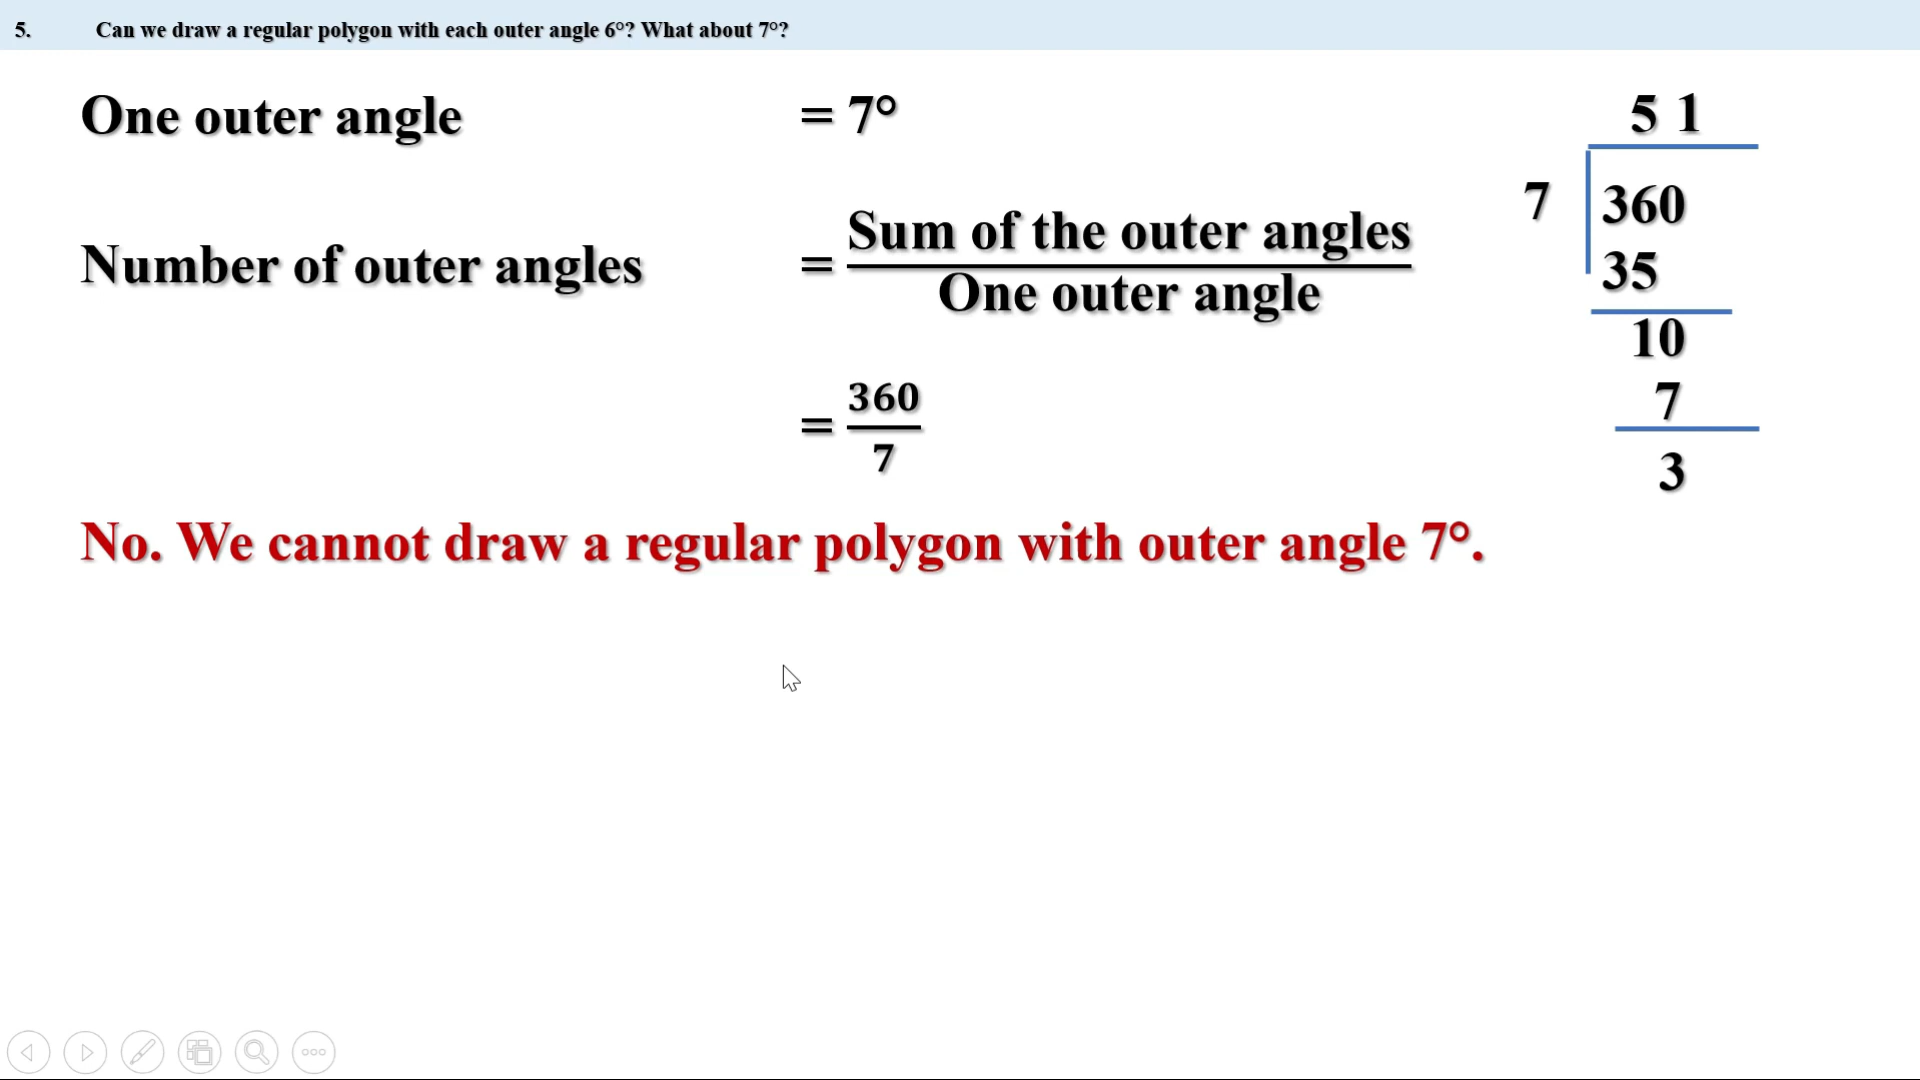 5. Can we draw a regular polygon with each outer angle 6°? What about 7°?
One outer angle = 7°
Number of outer angles = Sum of the outer angles
One outer angle
= 360
7
No. We cannot draw a regular polygon with outer angle 7°.
5 1
7 360
35
10
7
3